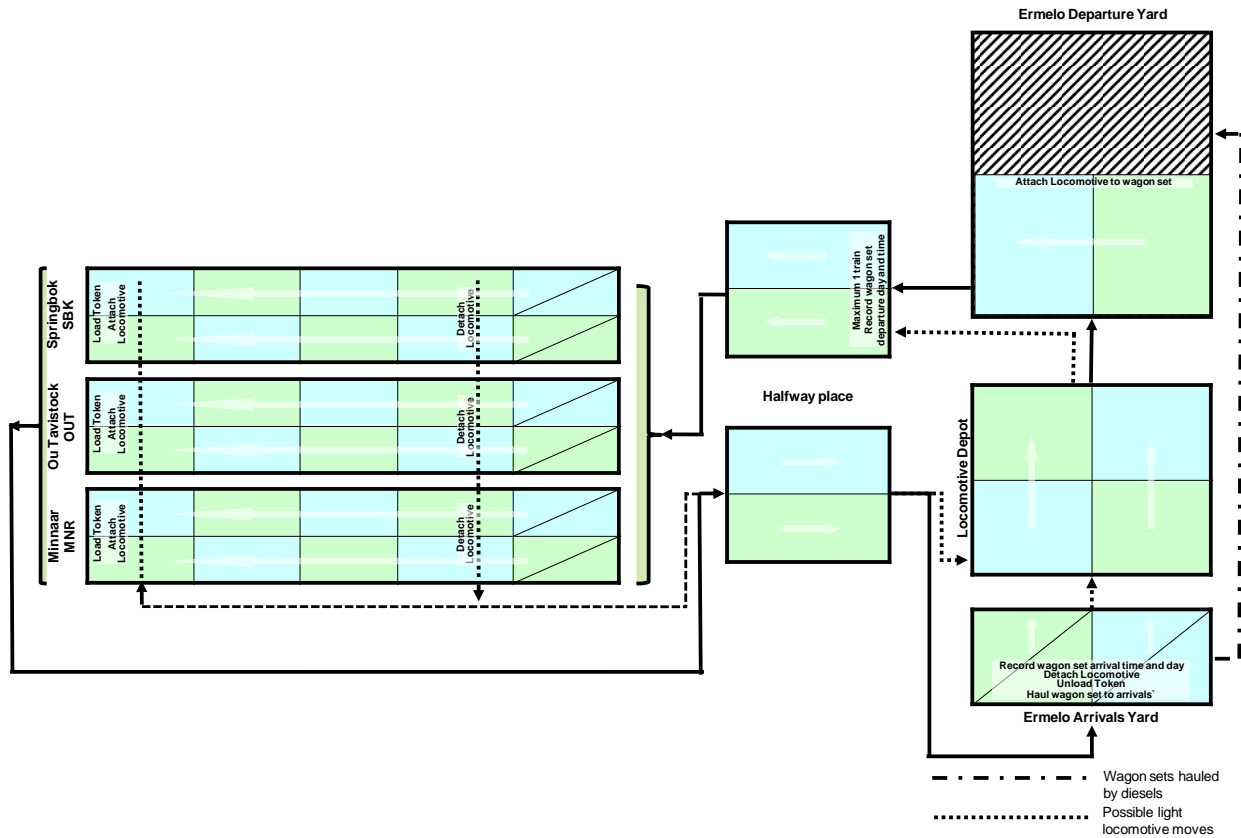 Ermelo Departure Yard
Attach Locomotive to wagon set
Maximum 1 train
Record wagon set
departure day and time
Springbok
SBK
Load Token
Attach
Locomotive
Detach
Locomotive
Ou Tavistock
OUT
Load Token
Attach
Locomotive
Detach
Locomotive
Minnaar
MNR
Load Token
Attach
Locomotive
Detach
Locomotive
Halfway place
Locomotive Depot
Record wagon set arrival time and day
Detach Locomotive
Unload Token
Haul wagon set to arrivals`
Ermelo Arrivals Yard
Wagon sets hauled
by diesels
Possible light
locomotive moves